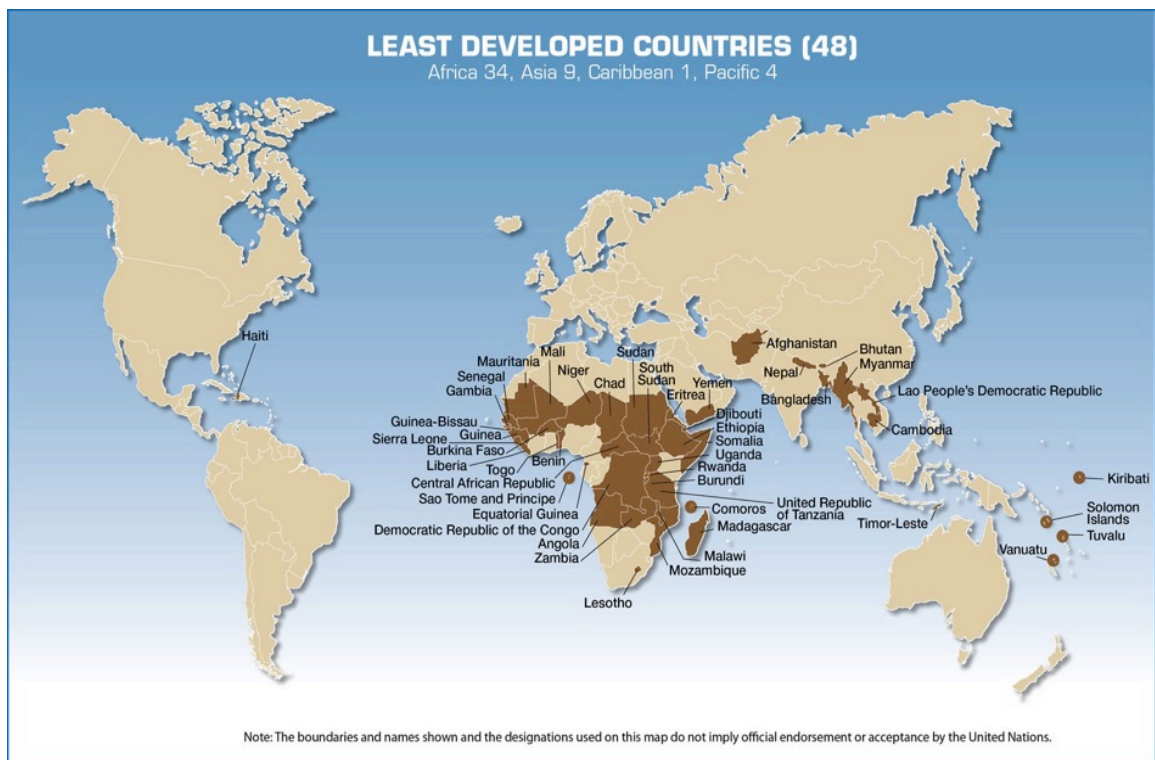 LEAST DEVELOPED COUNTRIES (48)
Africa 34, Asia 9, Caribbean 1, Pacific 4
Haiti
Afghanistan
Sudan
Mali
Bhutan
Mauritania
South
Sudan
Niger
Myanmar
Nepal
Senegal
Chad
Yemen
Gambia
Eritrea
Lao People's Democratic Republic
Bangladesh
Djibouti
Guinea-Bissau
Ethiopia
Cambodia
Guinea
Sierra Leone
Somalia
Burkina Faso
Uganda
Liberia
Benin
Togo
Rwanda
Central African Republic
Burundi
Kiribati
Sao Tome and Principe
United Republic
of Tanzania
Comoros
Solomon
Islands
Equatorial Guinea
Timor-Leste
Madagascar
Democratic Republic of the Congo
Tuvalu
Angola
Vanuatu
Zambia
Malawi
Mozambique
Lesotho
Note: The boundaries and names shown and the designations used on this map do not imply official endorsement or acceptance by the United Nations.